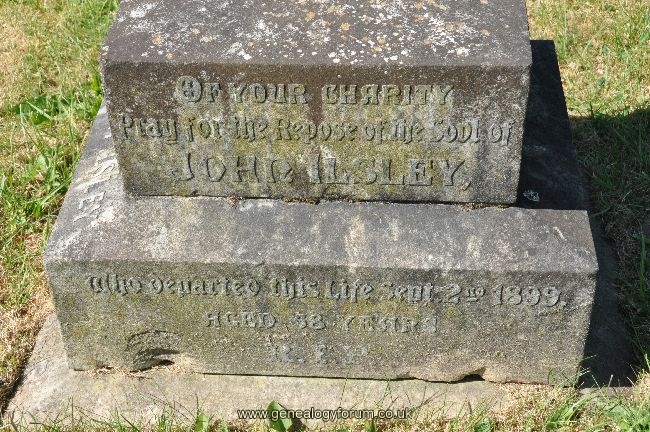 OF YOUR CHARITY
Pray for the Repose of the Soul of
JOHN ILSLEY,
who departed this Life Sept. 2nd 1899.
AGED 38 YEARS
R.I.P.
www.genealogyforum.co.uk